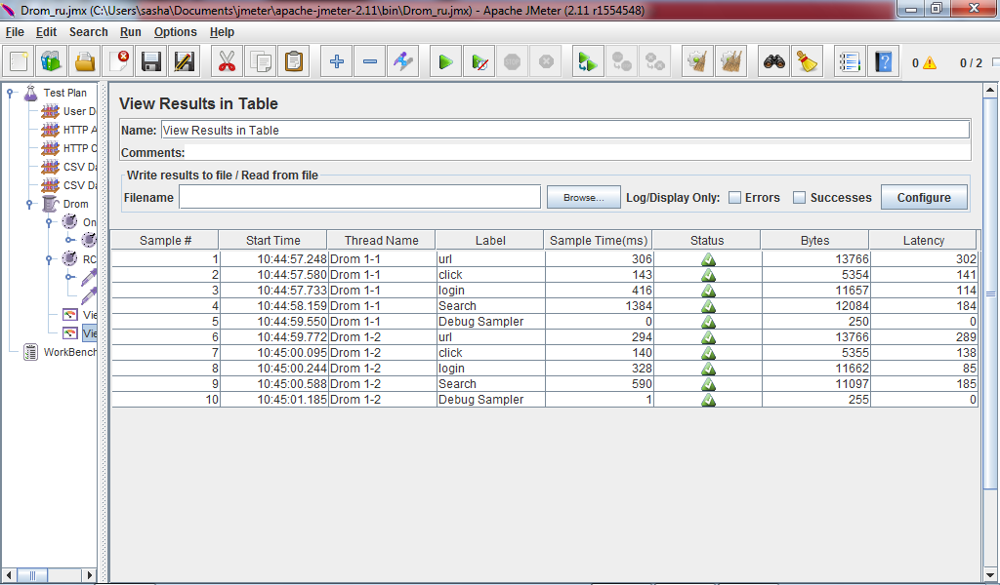 Drom_ru.jmx (C:\Users\sasha\Documents\jmeter\apache-jmeter-2.11\bin\Drom_ru.jmx) - Apache JMeter (2.11 r1554548)
File Edit Search Run Options Help
0 0 / 2
Test Plan
User D
HTTP A
HTTP C
CSV Da
CSV Da
Drom
On
RC
Vie
Vie
WorkBench
View Results in Table
Name: View Results in Table
Comments:
Write results to file / Read from file
Filename Browse... Log/Display Only: Errors Successes Configure
Sample # Start Time Thread Name Label Sample Time(ms) Status Bytes Latency
1 10:44:57.248 Drom 1-1 url 306 13766 302
2 10:44:57.580 Drom 1-1 click 143 5354 141
3 10:44:57.733 Drom 1-1 login 416 11657 114
4 10:44:58.159 Drom 1-1 Search 1384 12084 184
5 10:44:59.550 Drom 1-1 Debug Sampler 0 250 0
6 10:44:59.772 Drom 1-2 url 294 13766 289
7 10:45:00.095 Drom 1-2 click 140 5355 138
8 10:45:00.244 Drom 1-2 login 328 11662 85
9 10:45:00.588 Drom 1-2 Search 590 11097 185
10 10:45:01.185 Drom 1-2 Debug Sampler 1 255 0